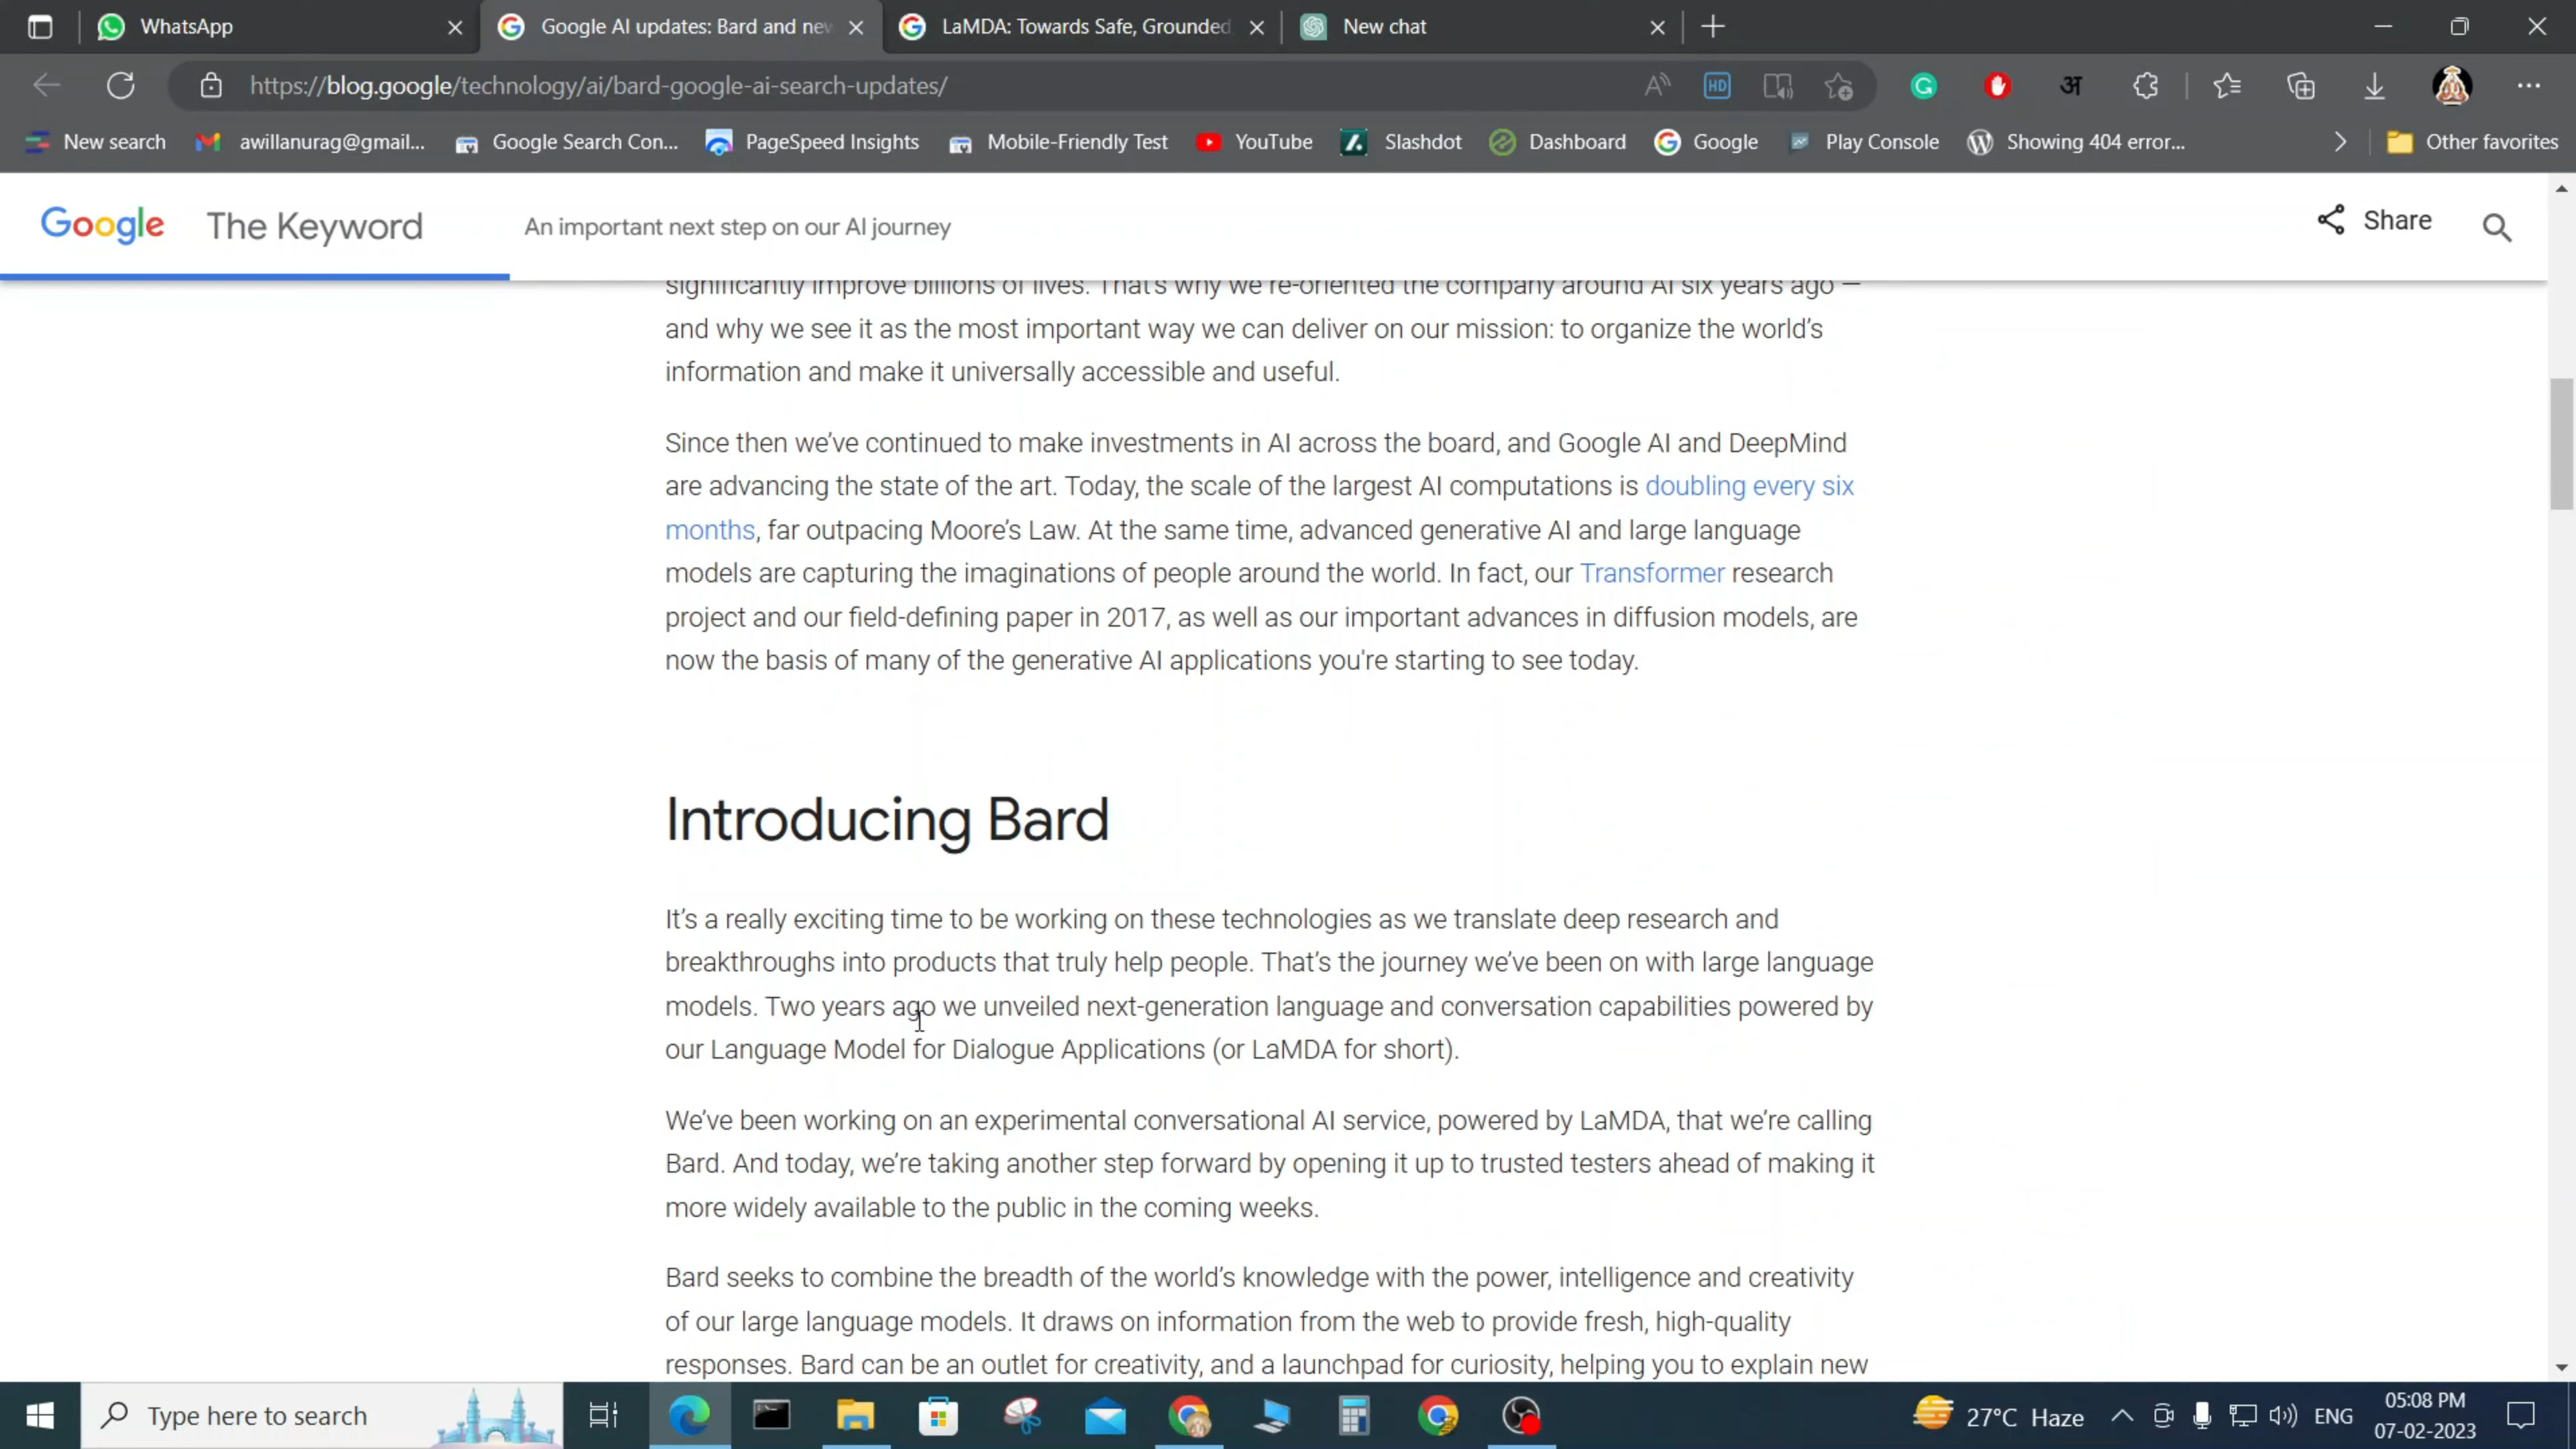 WhatsApp
Google AI updates: Bard and nev
LaMDA: Towards Safe, Grounded
New chat
https://blog.google/technology/ai/bard-google-ai-search-updates/
HD
अ
New search
awillanurag@gmail...
Google Search Con...
PageSpeed Insights
Mobile-Friendly Test
YouTube
Slashdot
Dashboard
Google
Play Console
Showing 404 error...
Other favorites
Google The Keyword
An important next step on our AI journey
Share
significantly improve billions of lives. That's why we re-oriented the company around AI six years ago —
and why we see it as the most important way we can deliver on our mission: to organize the world's
information and make it universally accessible and useful.
Since then we've continued to make investments in AI across the board, and Google AI and DeepMind
are advancing the state of the art. Today, the scale of the largest AI computations is doubling every six
months, far outpacing Moore's Law. At the same time, advanced generative AI and large language
models are capturing the imaginations of people around the world. In fact, our Transformer research
project and our field-defining paper in 2017, as well as our important advances in diffusion models, are
now the basis of many of the generative AI applications you're starting to see today.
Introducing Bard
It's a really exciting time to be working on these technologies as we translate deep research and
breakthroughs into products that truly help people. That's the journey we've been on with large language
models. Two years ago we unveiled next-generation language and conversation capabilities powered by
our Language Model for Dialogue Applications (or LaMDA for short).
We've been working on an experimental conversational AI service, powered by LaMDA, that we're calling
Bard. And today, we're taking another step forward by opening it up to trusted testers ahead of making it
more widely available to the public in the coming weeks.
Bard seeks to combine the breadth of the world's knowledge with the power, intelligence and creativity
of our large language models. It draws on information from the web to provide fresh, high-quality
responses. Bard can be an outlet for creativity, and a launchpad for curiosity, helping you to explain new
Type here to search
27°C Haze
ENG
05:08 PM
07-02-2023